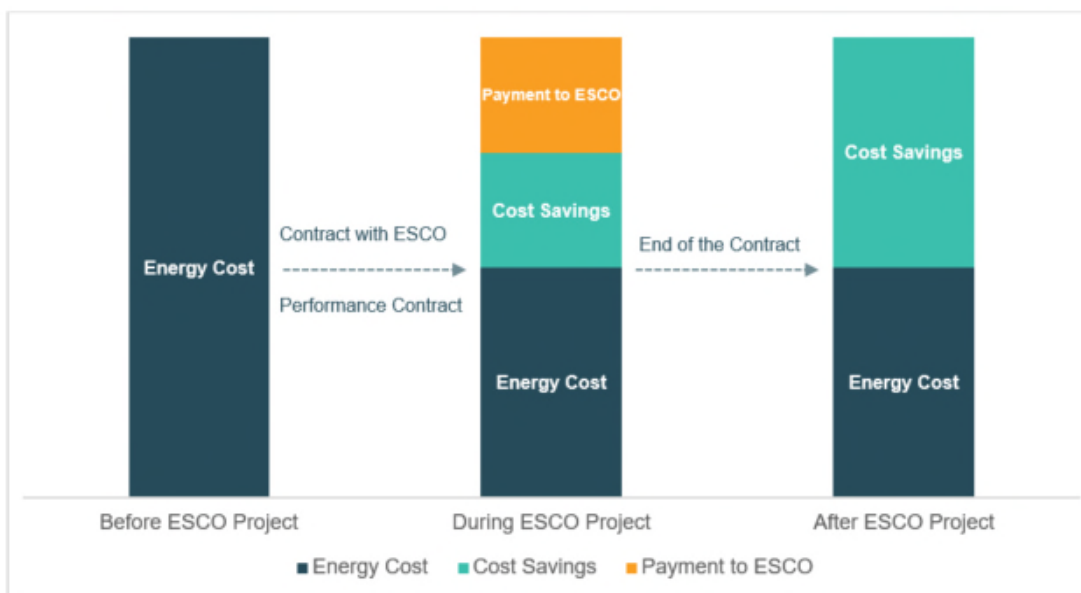 Payment to ESCO
Cost Savings
Cost Savings
Contract with ESCO
End of the Contract
Energy Cost
Performance Contract
Energy Cost
Energy Cost
Before ESCO Project
During ESCO Project
After ESCO Project
Energy Cost
Cost Savings
Payment to ESCO